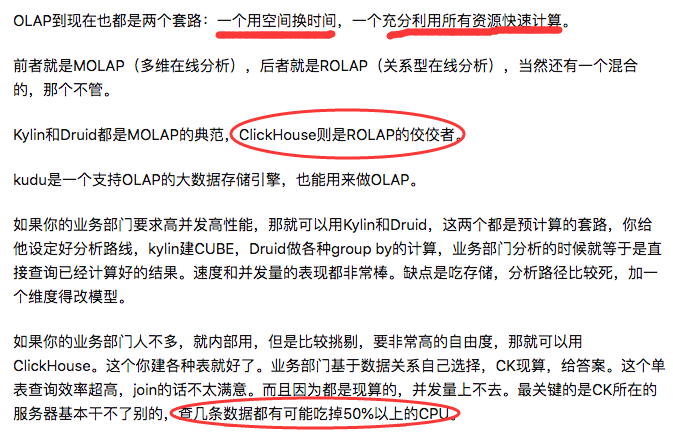 OLAP到现在也都是两个套路：一个用空间换时间，一个充分利用所有资源快速计算。
前者就是MOLAP（多维在线分析），后者就是ROLAP（关系型在线分析），当然还有一个混合
的，那个不管。
Kylin和Druid都是MOLAP的典范，ClickHouse则是ROLAP的佼佼者。
kudu是一个支持OLAP的大数据存储引擎，也能用来做OLAP。
如果你的业务部门要求高并发高性能，那就可以用Kylin和Druid，这两个都是预计算的套路，你给
他设定好分析路线，kylin建CUBE，Druid做各种group by的计算，业务部门分析的时候就等于是直
接查询已经计算好的结果。速度和并发量的表现都非常棒。缺点是吃存储，分析路径比较死，加一
个维度得改模型。
如果你的业务部门人不多，就内部用，但是比较挑剔，要非常高的自由度，那就可以用
ClickHouse。这个你建各种表就好了。业务部门基于数据关系自己选择，CK现算，给答案。这个单
表查询效率超高，join的话不太满意。而且因为都是现算的，并发量上不去。最关键的是CK所在的
服务器基本干不了别的，查几条数据都有可能吃掉50%以上的CPU。